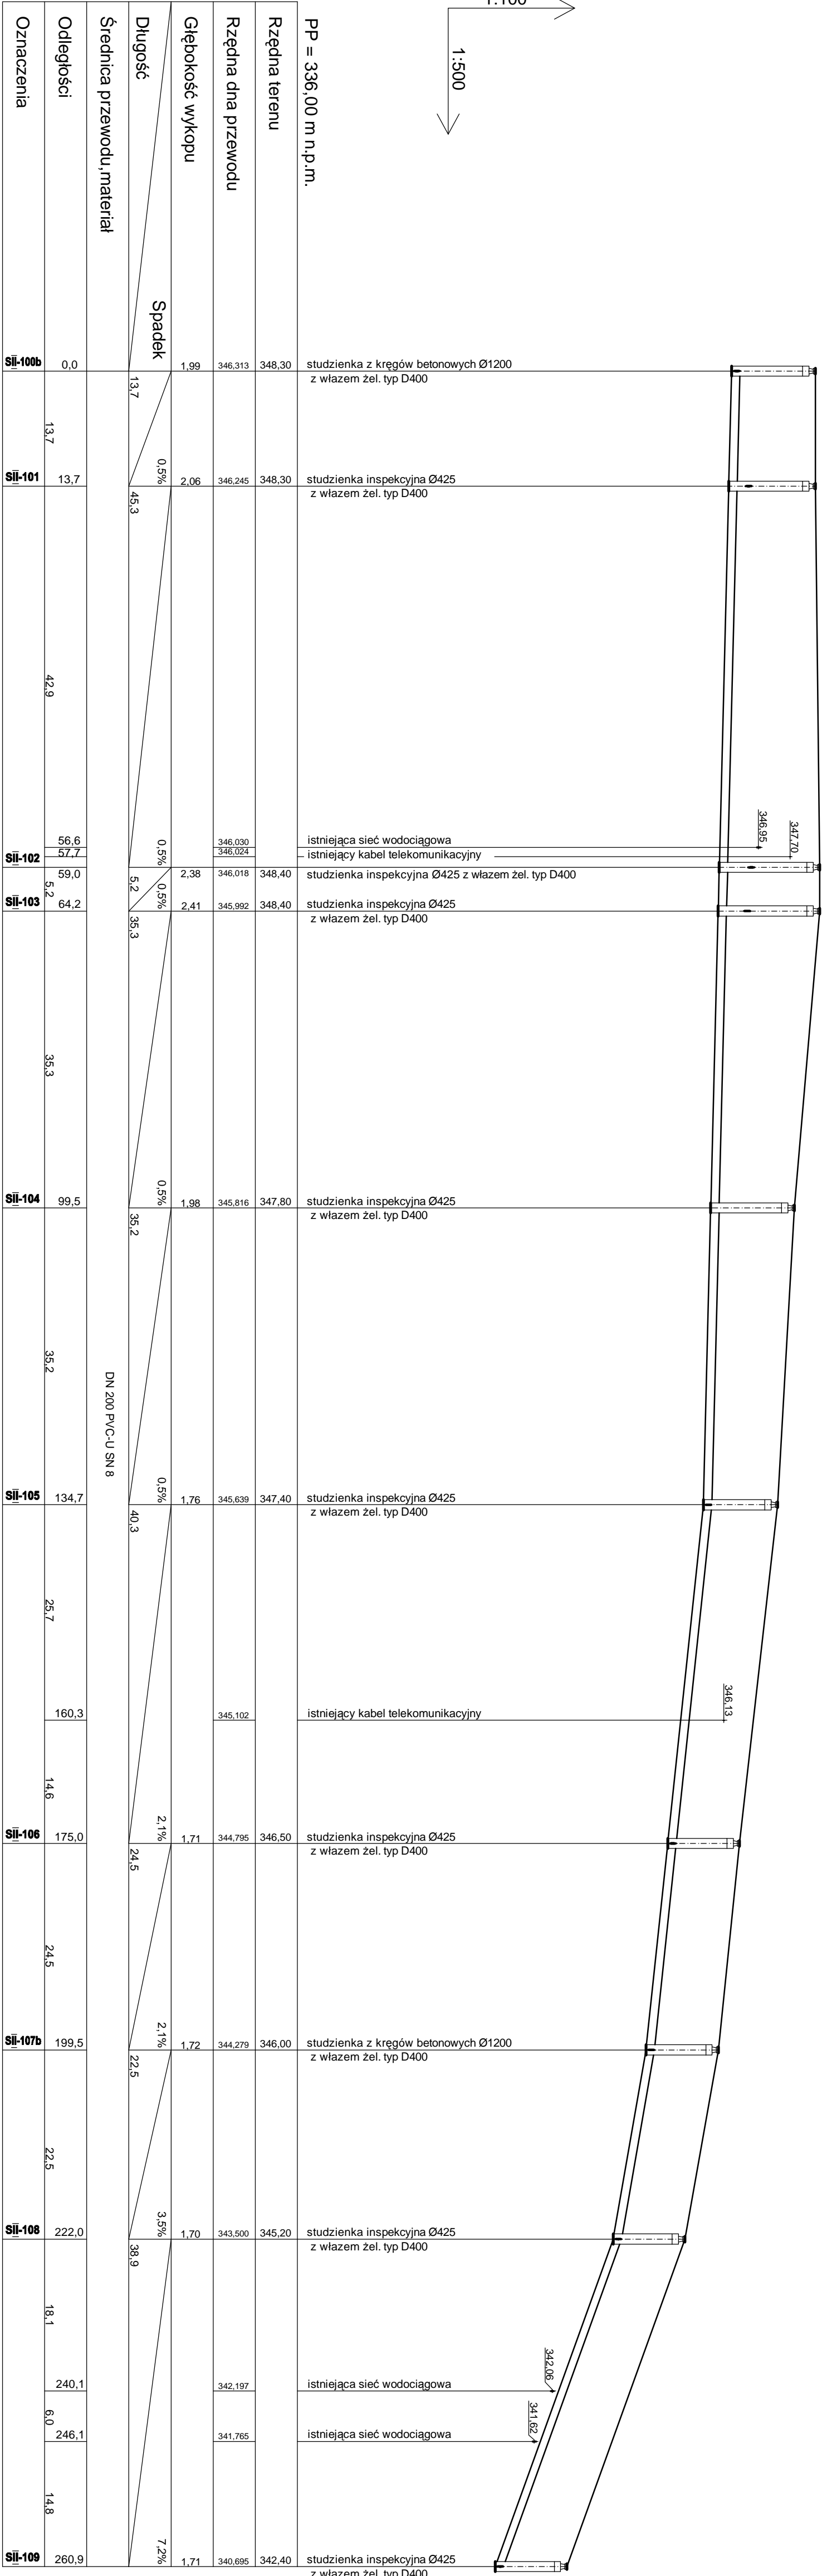 1:100
1:500
PP = 336,00 m n.p.m.
Rzędna terenu
Rzędna dna przewodu
Głębokość wykopu
Spadek
Długość
Średnica przewodu,materiał
Odległości
Oznaczenia
SII-100b 0,0 1,99 346,313 348,30 studzienka z kręgów betonowych Ø1200
z włazem żel. typ D400
13,7
13,7
0,5%
SII-101 13,7 2,06 346,245 348,30 studzienka inspekcyjna Ø425
z włazem żel. typ D400
45,3
42,9
346,95
347,70
56,6 346,030 istniejąca sieć wodociągowa
57,7 346,024 istniejący kabel telekomunikacyjny
0,5%
SII-102 59,0 2,38 346,018 348,40 studzienka inspekcyjna Ø425 z włazem żel. typ D400
5,2
5,2
0,5%
SII-103 64,2 2,41 345,992 348,40 studzienka inspekcyjna Ø425
z włazem żel. typ D400
35,3
35,3
0,5%
SII-104 99,5 1,98 345,816 347,80 studzienka inspekcyjna Ø425
z włazem żel. typ D400
35,2
35,2
DN 200 PVC-U SN 8
0,5%
SII-105 134,7 1,76 345,639 347,40 studzienka inspekcyjna Ø425
z włazem żel. typ D400
40,3
25,7
346,13
160,3 345,102 istniejący kabel telekomunikacyjny
14,6
2,1%
SII-106 175,0 1,71 344,795 346,50 studzienka inspekcyjna Ø425
z włazem żel. typ D400
24,5
24,5
2,1%
SII-107b 199,5 1,72 344,279 346,00 studzienka z kręgów betonowych Ø1200
z włazem żel. typ D400
22,5
22,5
3,5%
SII-108 222,0 1,70 343,500 345,20 studzienka inspekcyjna Ø425
z włazem żel. typ D400
38,9
18,1
342,06
240,1 342,197 istniejąca sieć wodociągowa
6,0
341,62
246,1 341,765 istniejąca sieć wodociągowa
14,8
7,2%
SII-109 260,9 1,71 340,695 342,40 studzienka inspekcyjna Ø425
z włazem żel. typ D400